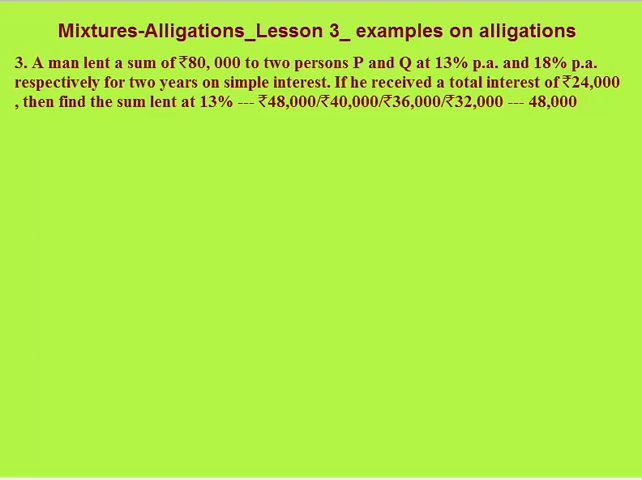 Mixtures-Alligations_Lesson 3_ examples on alligations
3. A man lent a sum of ₹80, 000 to two persons P and Q at 13% p.a. and 18% p.a.
respectively for two years on simple interest. If he received a total interest of ₹24,000
, then find the sum lent at 13% --- ₹48,000/₹40,000/₹36,000/₹32,000 --- 48,000